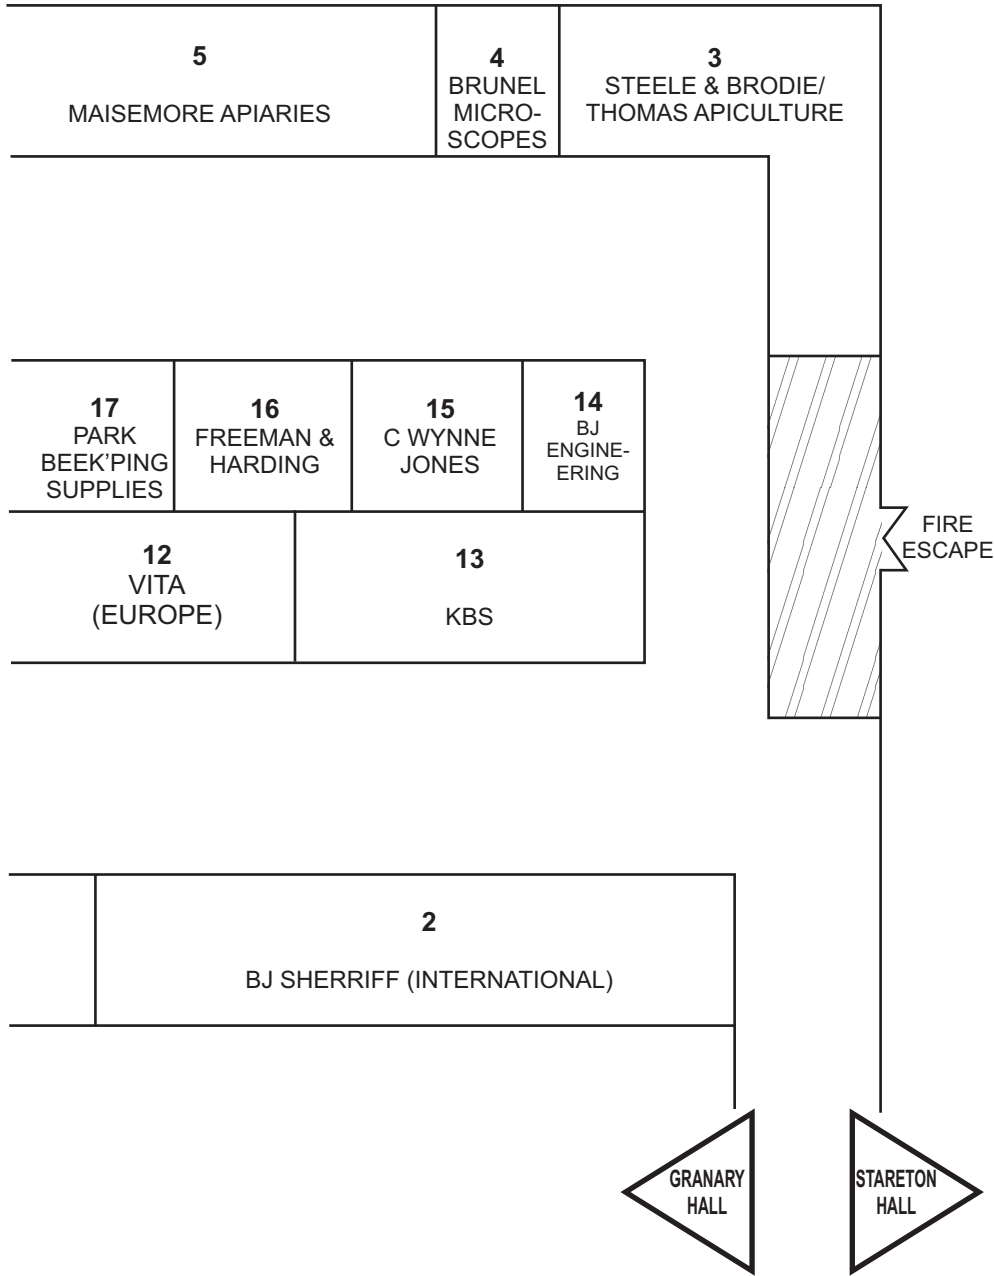 5
MAISEMORE APIARIES
4
BRUNEL
MICRO-
SCOPES
3
STEELE & BRODIE/
THOMAS APICULTURE
17
PARK
BEEK'PING
SUPPLIES
16
FREEMAN &
HARDING
15
C WYNNE
JONES
14
BJ
ENGINE-
ERING
FIRE
ESCAPE
12
VITA
(EUROPE)
13
KBS
2
BJ SHERRIFF (INTERNATIONAL)
GRANARY
HALL
STARETON
HALL